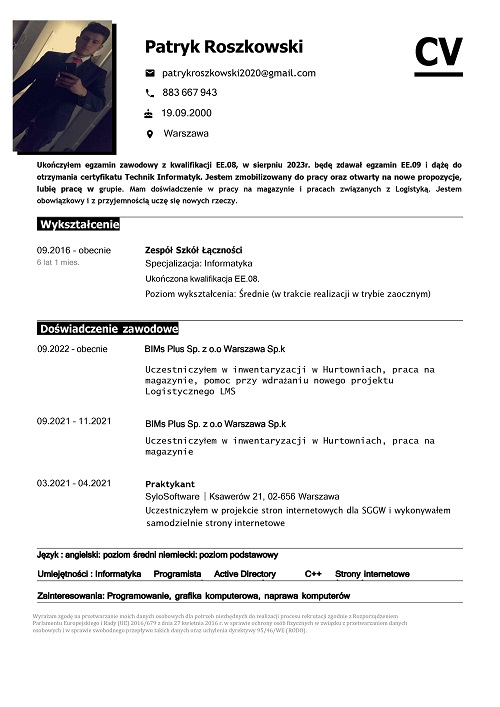 Patryk Roszkowski
CV
patrykroszkowski2020@gmail.com
883 667 943
19.09.2000
Warszawa
Ukończyłem egzamin zawodowy z kwalifikacji EE.08, w sierpniu 2023r. będę zdawał egzamin EE.09 i dążę do
otrzymania certyfikatu Technik Informatyk. Jestem zmobilizowany do pracy oraz otwarty na nowe propozycje,
lubię pracę w grupie. Mam doświadczenie w pracy na magazynie i pracach związanych z Logistyką. Jestem
obowiązkowy i z przyjemnością uczę się nowych rzeczy.
Wykształcenie
09.2016 - obecnie
6 lat 1 mies.
Zespół Szkół Łączności
Specjalizacja: Informatyka
Ukończona kwalifikacja EE.08.
Poziom wykształcenia: Średnie (w trakcie realizacji w trybie zaocznym)
Doświadczenie zawodowe
09.2022 - obecnie
BIMs Plus Sp. z o.o Warszawa Sp.k
Uczestniczyłem w inwentaryzacji w Hurtowniach, praca na
magazynie, pomoc przy wdrażaniu nowego projektu
Logistycznego LMS
09.2021 - 11.2021
BIMs Plus Sp. z o.o Warszawa Sp.k
Uczestniczyłem w inwentaryzacji w Hurtowniach, praca na
magazynie
03.2021 - 04.2021
Praktykant
SyloSoftware | Ksawerów 21, 02-656 Warszawa
Uczestniczyłem w projekcie stron internetowych dla SGGW i wykonywałem
samodzielnie strony internetowe
Język : angielski: poziom średni niemiecki: poziom podstawowy
Umiejętności : Informatyka Programista Active Directory C++ Strony internetowe
Zainteresowania: Programowanie, grafika komputerowa, naprawa komputerów
Wyrażam zgodę na przetwarzanie moich danych osobowych dla potrzeb niezbędnych do realizacji procesu rekrutacji zgodnie z Rozporządzeniem
Parlamentu Europejskiego i Rady (UE) 2016/679 z dnia 27 kwietnia 2016 r. w sprawie ochrony osób fizycznych w związku z przetwarzaniem danych
osobowych i w sprawie swobodnego przepływu takich danych oraz uchylenia dyrektywy 95/46/WE (RODO).